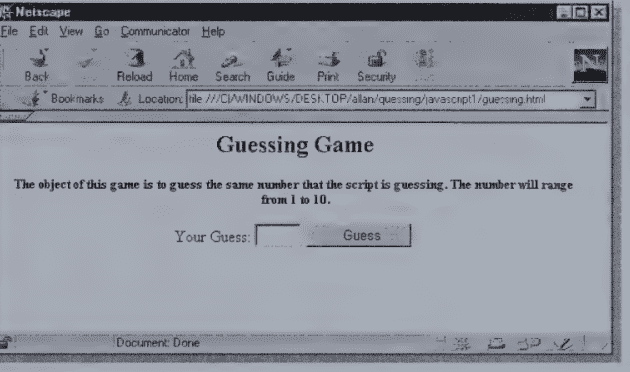 Netscape
File Edit View Go Communicator Help
Back Reload Home Search Guide Print Security
Bookmarks Location: file:///C|/WINDOWS/DESKTOP/allan/guessing/javascript1/guessing.html
Guessing Game
The object of this game is to guess the same number that the script is guessing. The number will range
from 1 to 10.
Your Guess: Guess
Document: Done